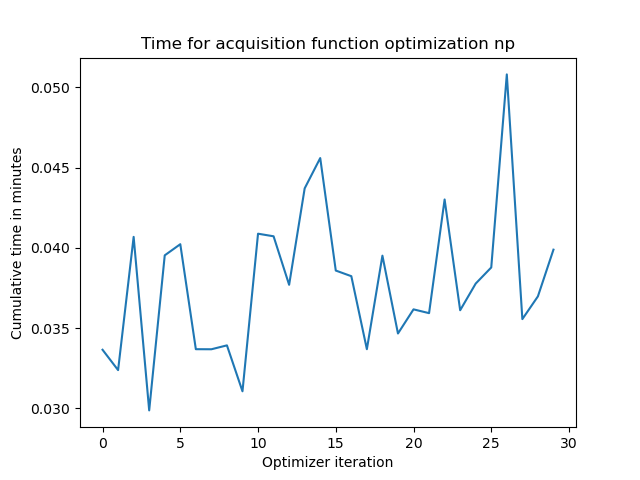 Time for acquisition function optimization np
Cumulative time in minutes
0.050
0.045
0.040
0.035
0.030
0 5 10 15 20 25 30
Optimizer iteration